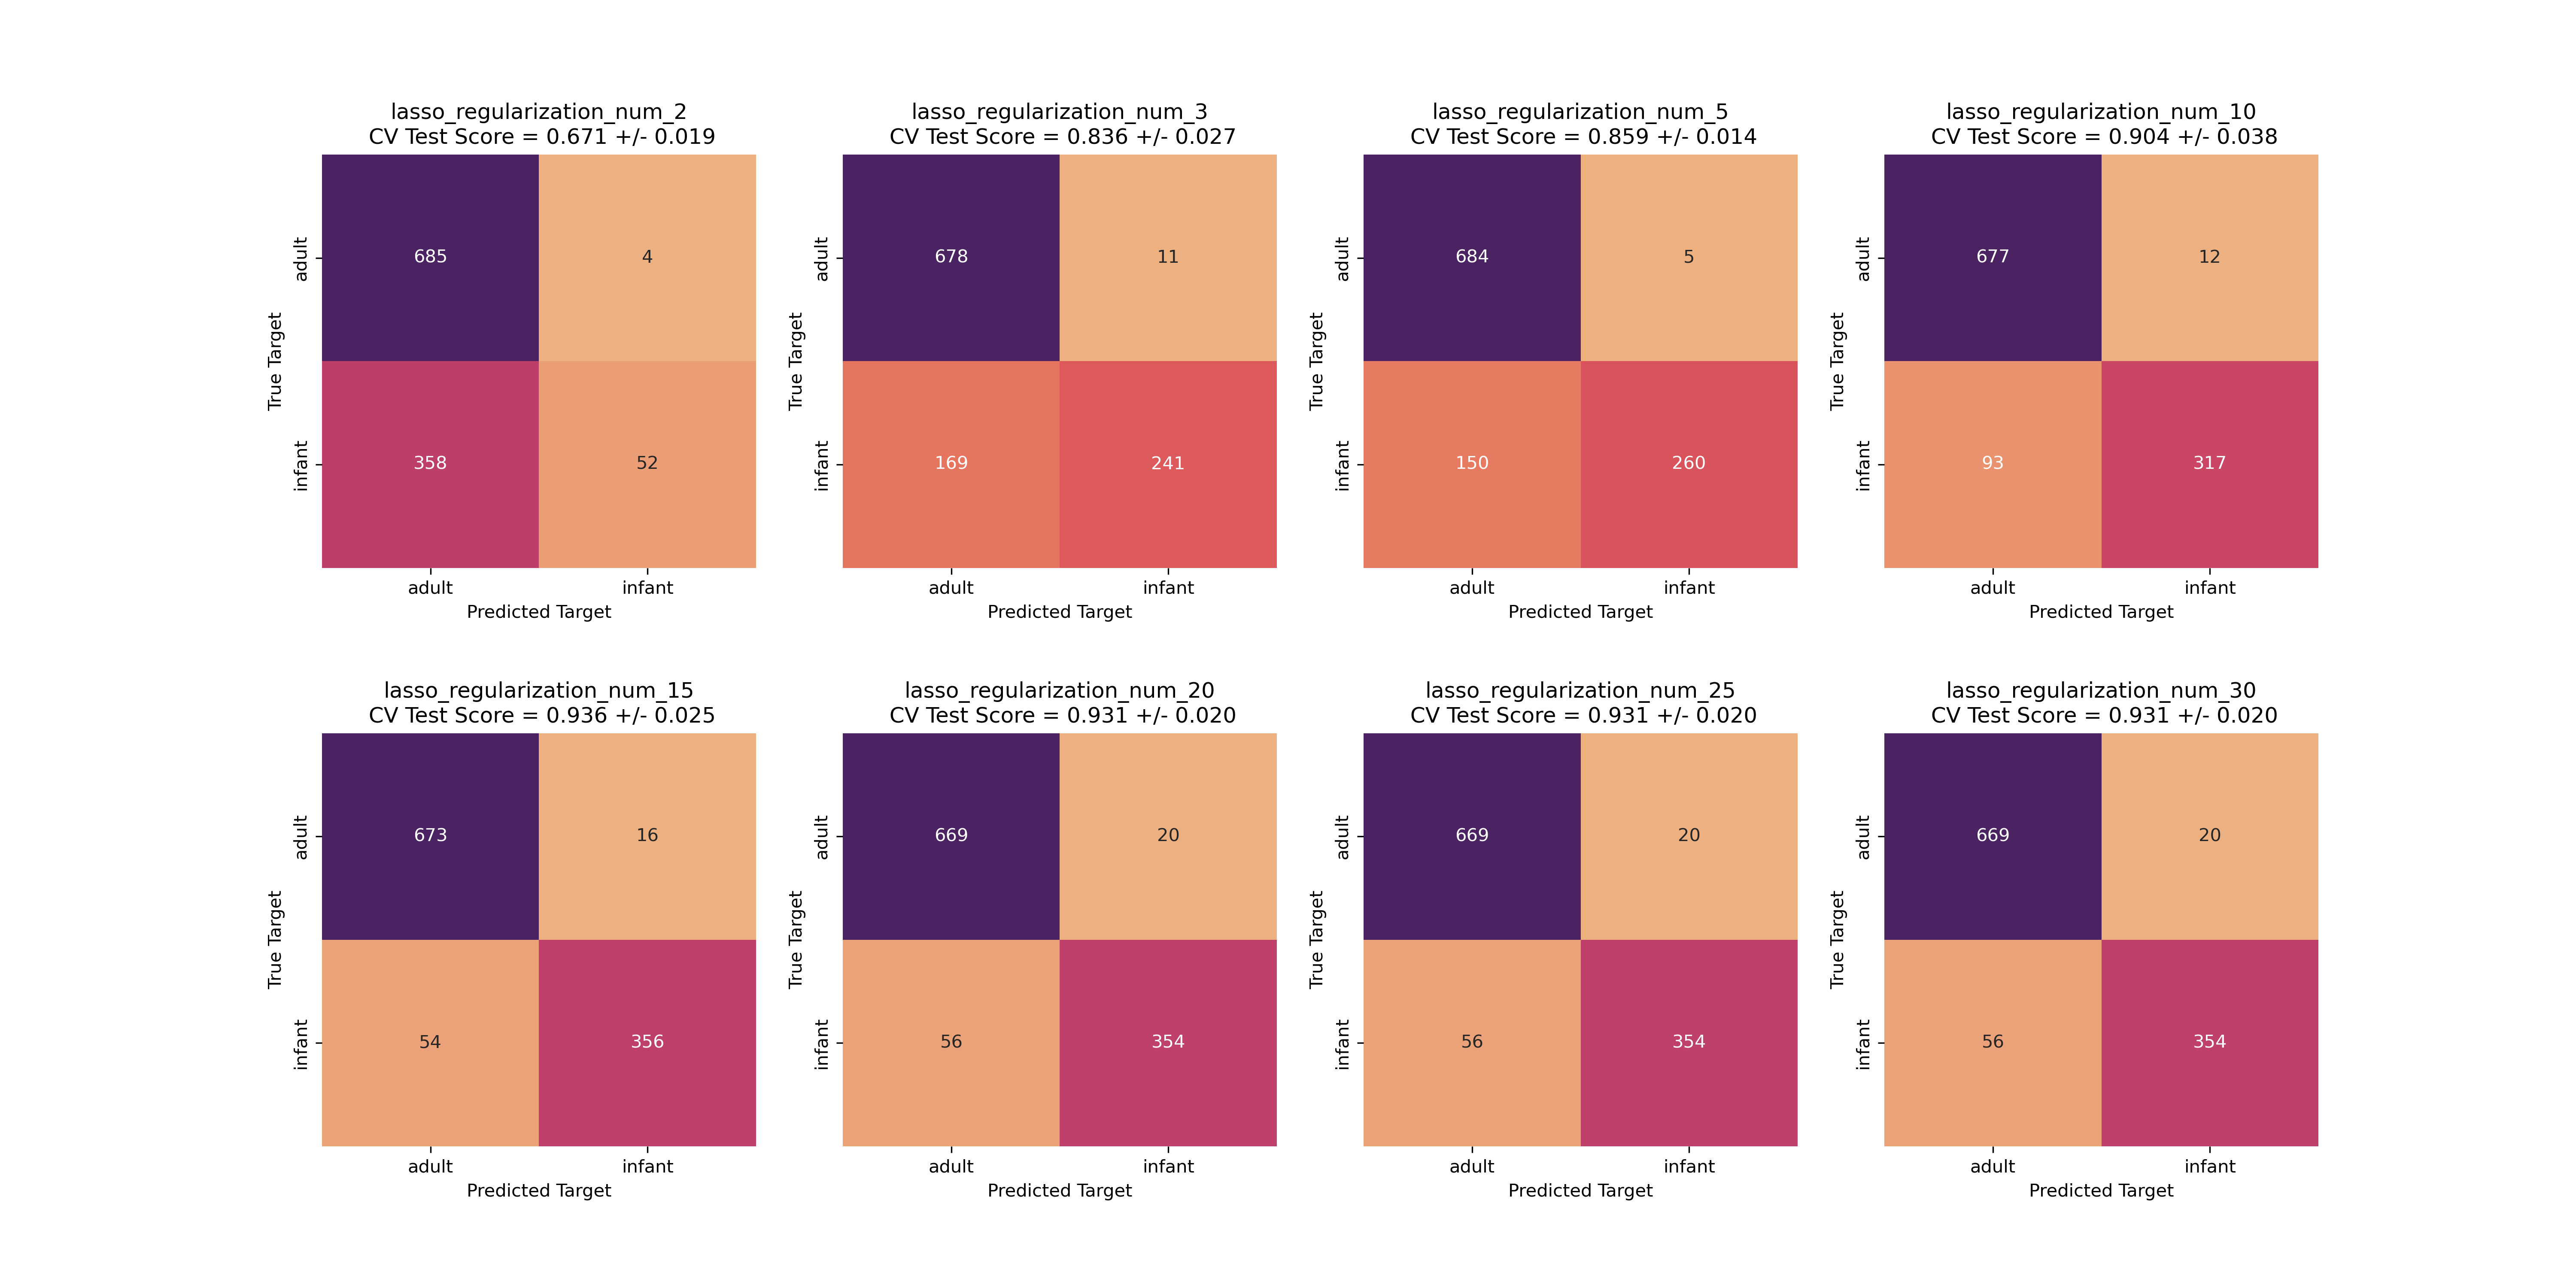 lasso_regularization_num_2
CV Test Score = 0.671 +/- 0.019
True Target
adult
infant
685
4
358
52
adult
infant
Predicted Target
lasso_regularization_num_3
CV Test Score = 0.836 +/- 0.027
True Target
adult
infant
678
11
169
241
adult
infant
Predicted Target
lasso_regularization_num_5
CV Test Score = 0.859 +/- 0.014
True Target
adult
infant
684
5
150
260
adult
infant
Predicted Target
lasso_regularization_num_10
CV Test Score = 0.904 +/- 0.038
True Target
adult
infant
677
12
93
317
adult
infant
Predicted Target
lasso_regularization_num_15
CV Test Score = 0.936 +/- 0.025
True Target
adult
infant
673
16
54
356
adult
infant
Predicted Target
lasso_regularization_num_20
CV Test Score = 0.931 +/- 0.020
True Target
adult
infant
669
20
56
354
adult
infant
Predicted Target
lasso_regularization_num_25
CV Test Score = 0.931 +/- 0.020
True Target
adult
infant
669
20
56
354
adult
infant
Predicted Target
lasso_regularization_num_30
CV Test Score = 0.931 +/- 0.020
True Target
adult
infant
669
20
56
354
adult
infant
Predicted Target